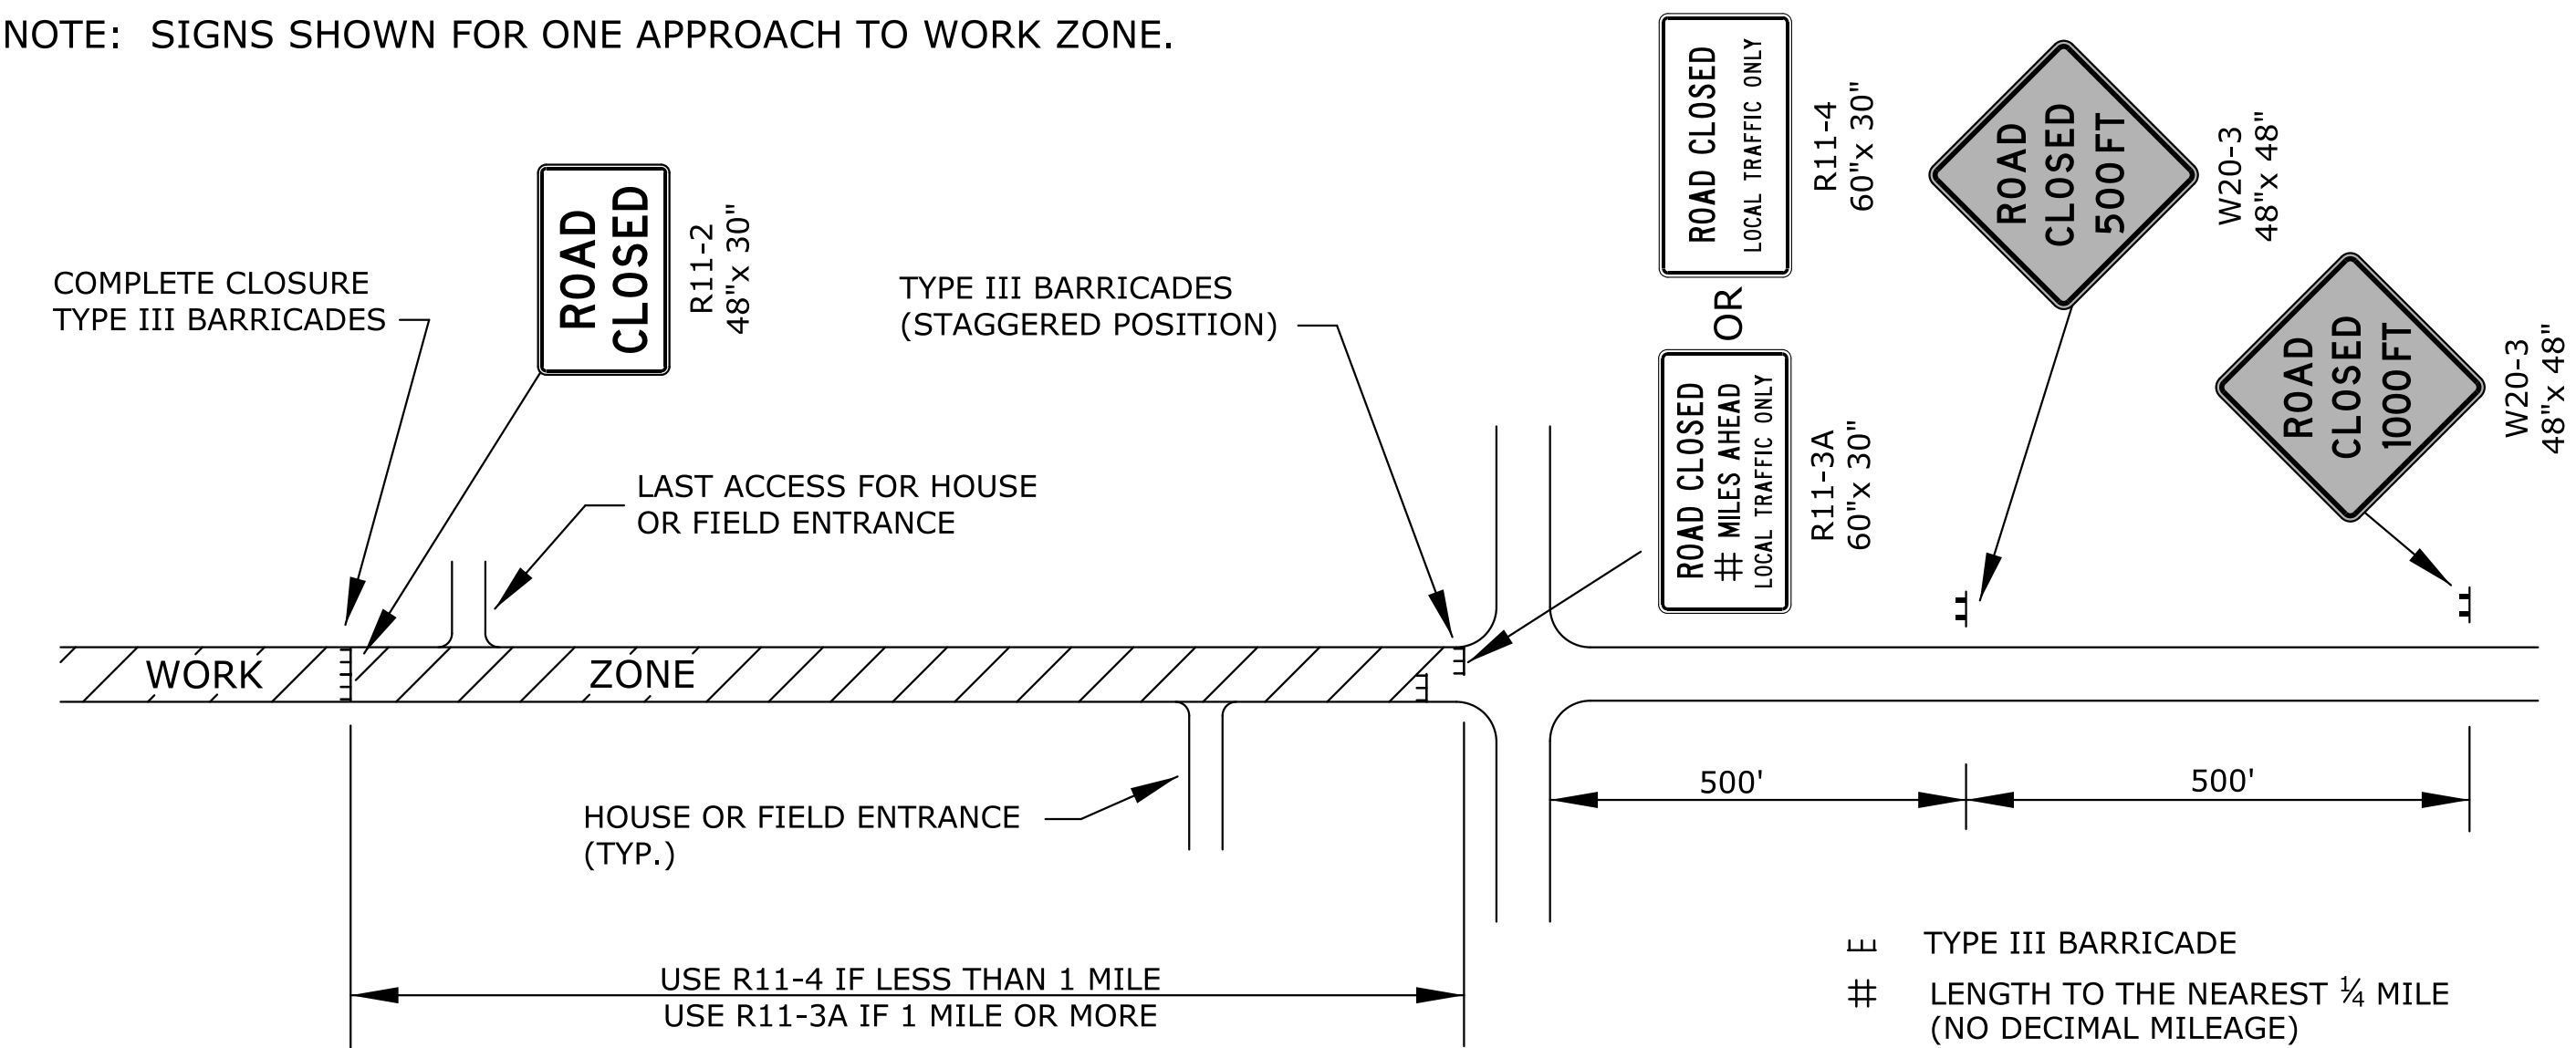 NOTE: SIGNS SHOWN FOR ONE APPROACH TO WORK ZONE.
COMPLETE CLOSURE
TYPE III BARRICADES
ROAD
CLOSED
R11-2
48"x 30"
TYPE III BARRICADES
(STAGGERED POSITION)
ROAD CLOSED
LOCAL TRAFFIC ONLY
R11-4
60"x 30"
OR
ROAD CLOSED
# MILES AHEAD
LOCAL TRAFFIC ONLY
R11-3A
60"x 30"
ROAD
CLOSED
500 FT
W20-3
48"x 48"
ROAD
CLOSED
1000 FT
W20-3
48"x 48"
LAST ACCESS FOR HOUSE
OR FIELD ENTRANCE
WORK ZONE
HOUSE OR FIELD ENTRANCE
(TYP.)
500'
500'
USE R11-4 IF LESS THAN 1 MILE
USE R11-3A IF 1 MILE OR MORE
TYPE III BARRICADE
# LENGTH TO THE NEAREST ¼ MILE
(NO DECIMAL MILEAGE)